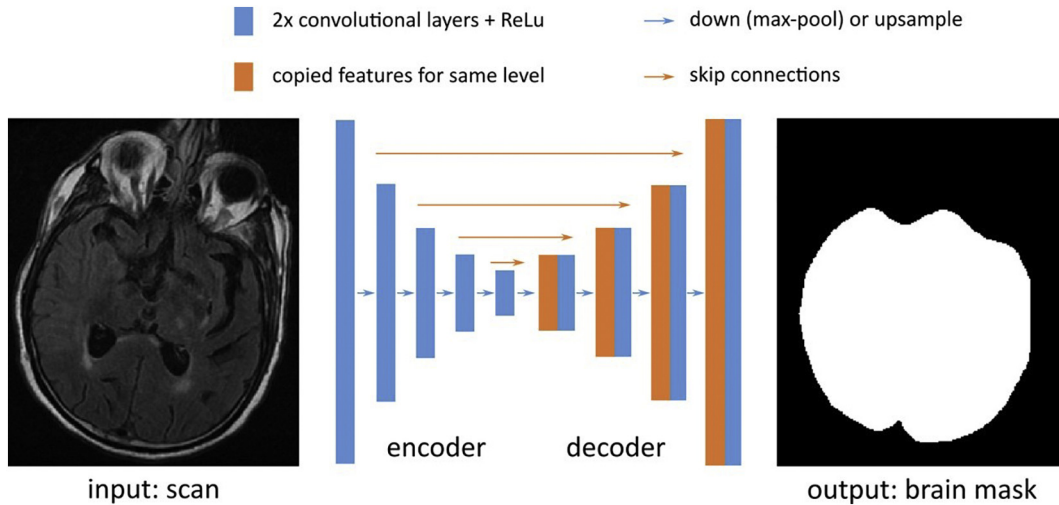 2x convolutional layers + ReLu
down (max-pool) or upsample
copied features for same level
skip connections
encoder
decoder
input: scan
output: brain mask